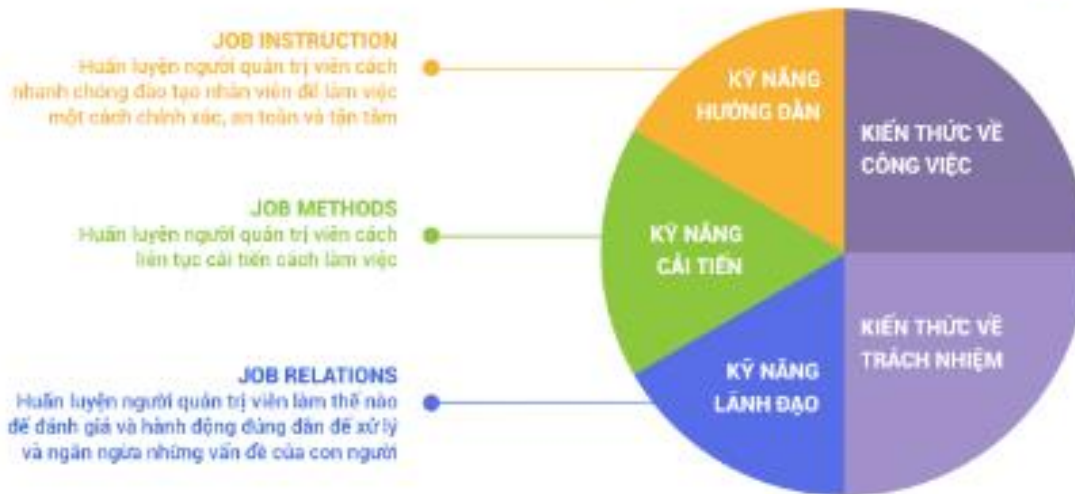 JOB INSTRUCTION
Huấn luyện người quản trị viên cách
nhanh chóng đào tạo nhân viên để làm việc
một cách chính xác, an toàn và tận tâm
JOB METHODS
Huấn luyện người quản trị viên cách
liên tục cải tiến cách làm việc
JOB RELATIONS
Huấn luyện người quản trị viên làm thế nào
để đánh giá và hành động đúng đắn để xử lý
và ngăn ngừa những vấn đề của con người
KỸ NĂNG
HƯỚNG DẪN
KỸ NĂNG
CẢI TIẾN
KỸ NĂNG
LÃNH ĐẠO
KIẾN THỨC VỀ
CÔNG VIỆC
KIẾN THỨC VỀ
TRÁCH NHIỆM